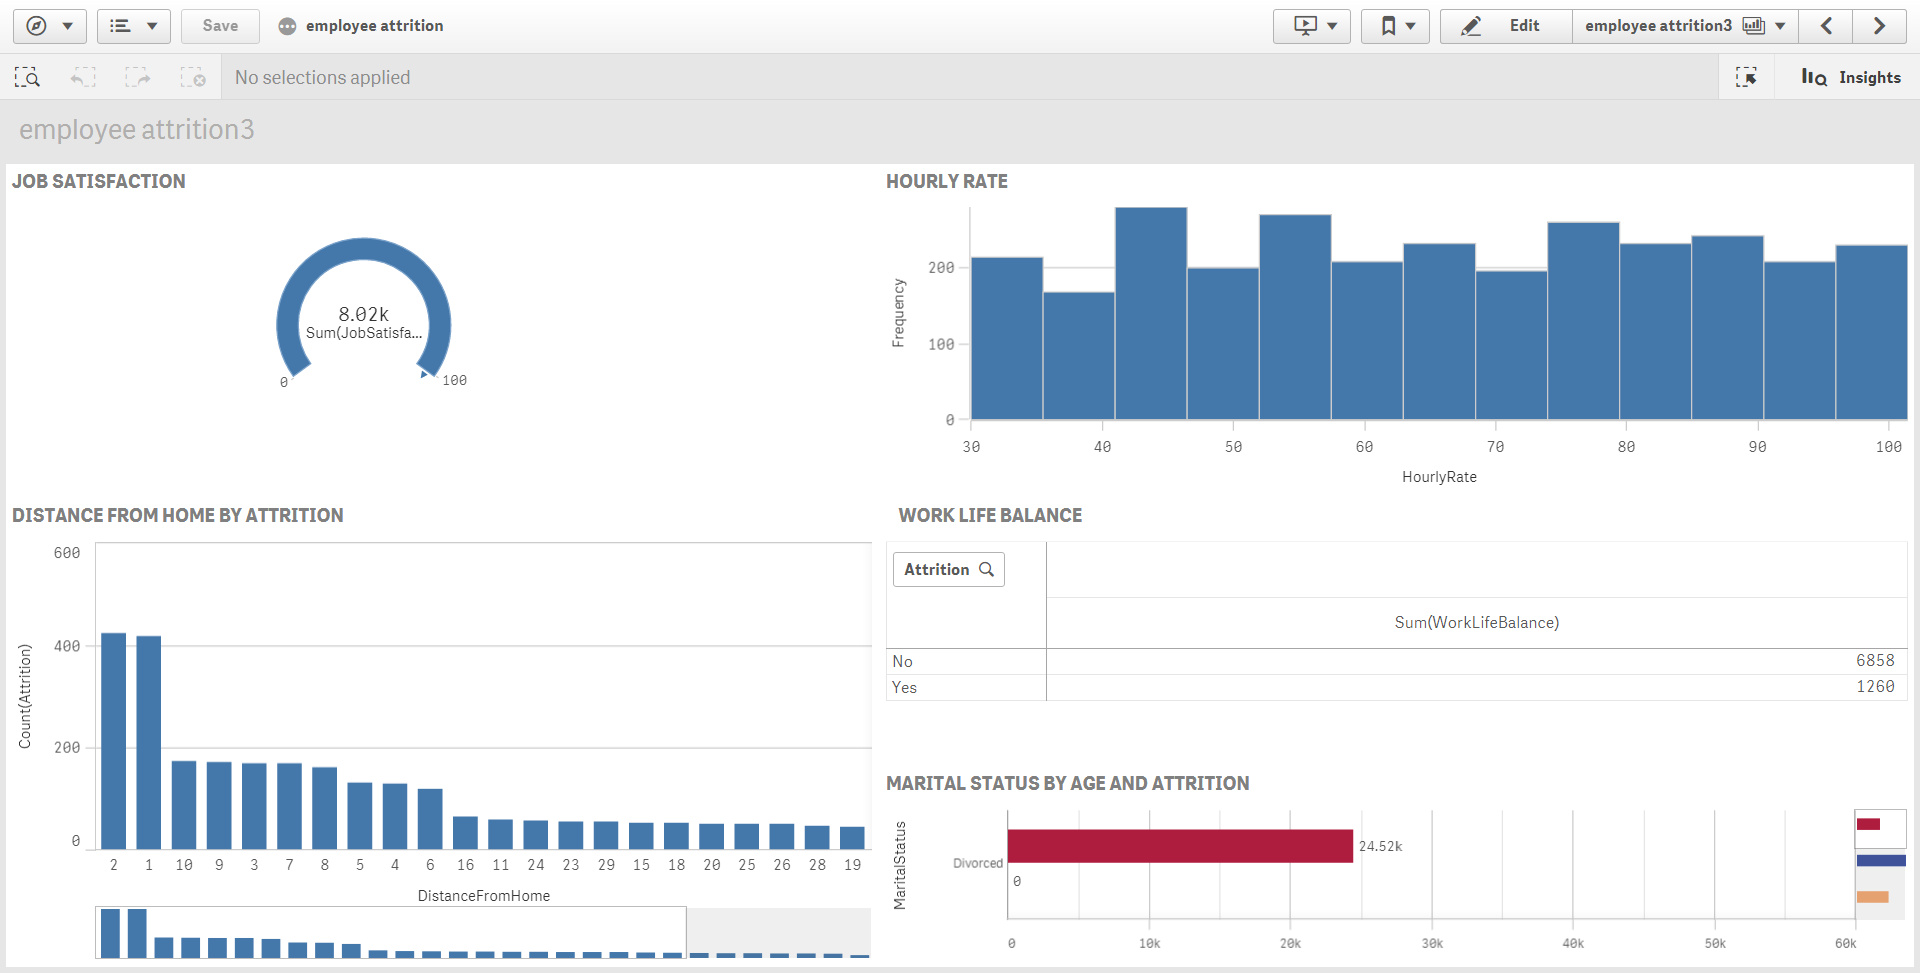 Save
employee attrition
Edit
employee attrition3
No selections applied
Insights
employee attrition3
JOB SATISFACTION
8.02k
Sum(JobSatisfa...
0
100
HOURLY RATE
Frequency
200
100
0
30 40 50 60 70 80 90 100
HourlyRate
DISTANCE FROM HOME BY ATTRITION
Count(Attrition)
600
400
200
0
2 1 10 9 3 7 8 5 4 6 16 11 24 23 29 15 18 20 25 26 28 19
DistanceFromHome
WORK LIFE BALANCE
Attrition
Sum(WorkLifeBalance)
No 6858
Yes 1260
MARITAL STATUS BY AGE AND ATTRITION
MaritalStatus
Divorced
24.52k
0
0 10k 20k 30k 40k 50k 60k